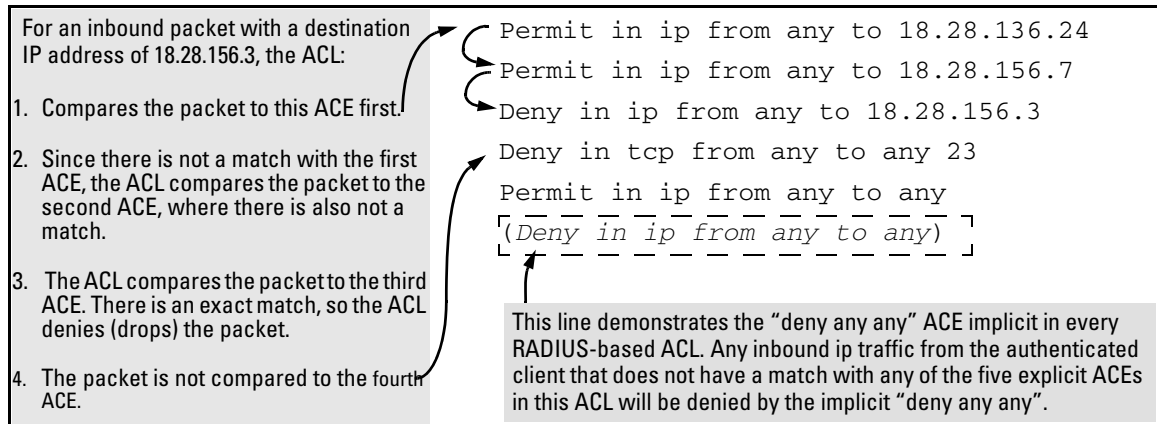 For an inbound packet with a destination
IP address of 18.28.156.3, the ACL:
1. Compares the packet to this ACE first.
2. Since there is not a match with the first
ACE, the ACL compares the packet to the
second ACE, where there is also not a
match.
3. The ACL compares the packet to the third
ACE. There is an exact match, so the ACL
denies (drops) the packet.
4. The packet is not compared to the fourth
ACE.
Permit in ip from any to 18.28.136.24
Permit in ip from any to 18.28.156.7
Deny in ip from any to 18.28.156.3
Deny in tcp from any to any 23
Permit in ip from any to any
(Deny in ip from any to any)
This line demonstrates the “deny any any” ACE implicit in every
RADIUS-based ACL. Any inbound ip traffic from the authenticated
client that does not have a match with any of the five explicit ACEs
in this ACL will be denied by the implicit “deny any any”.